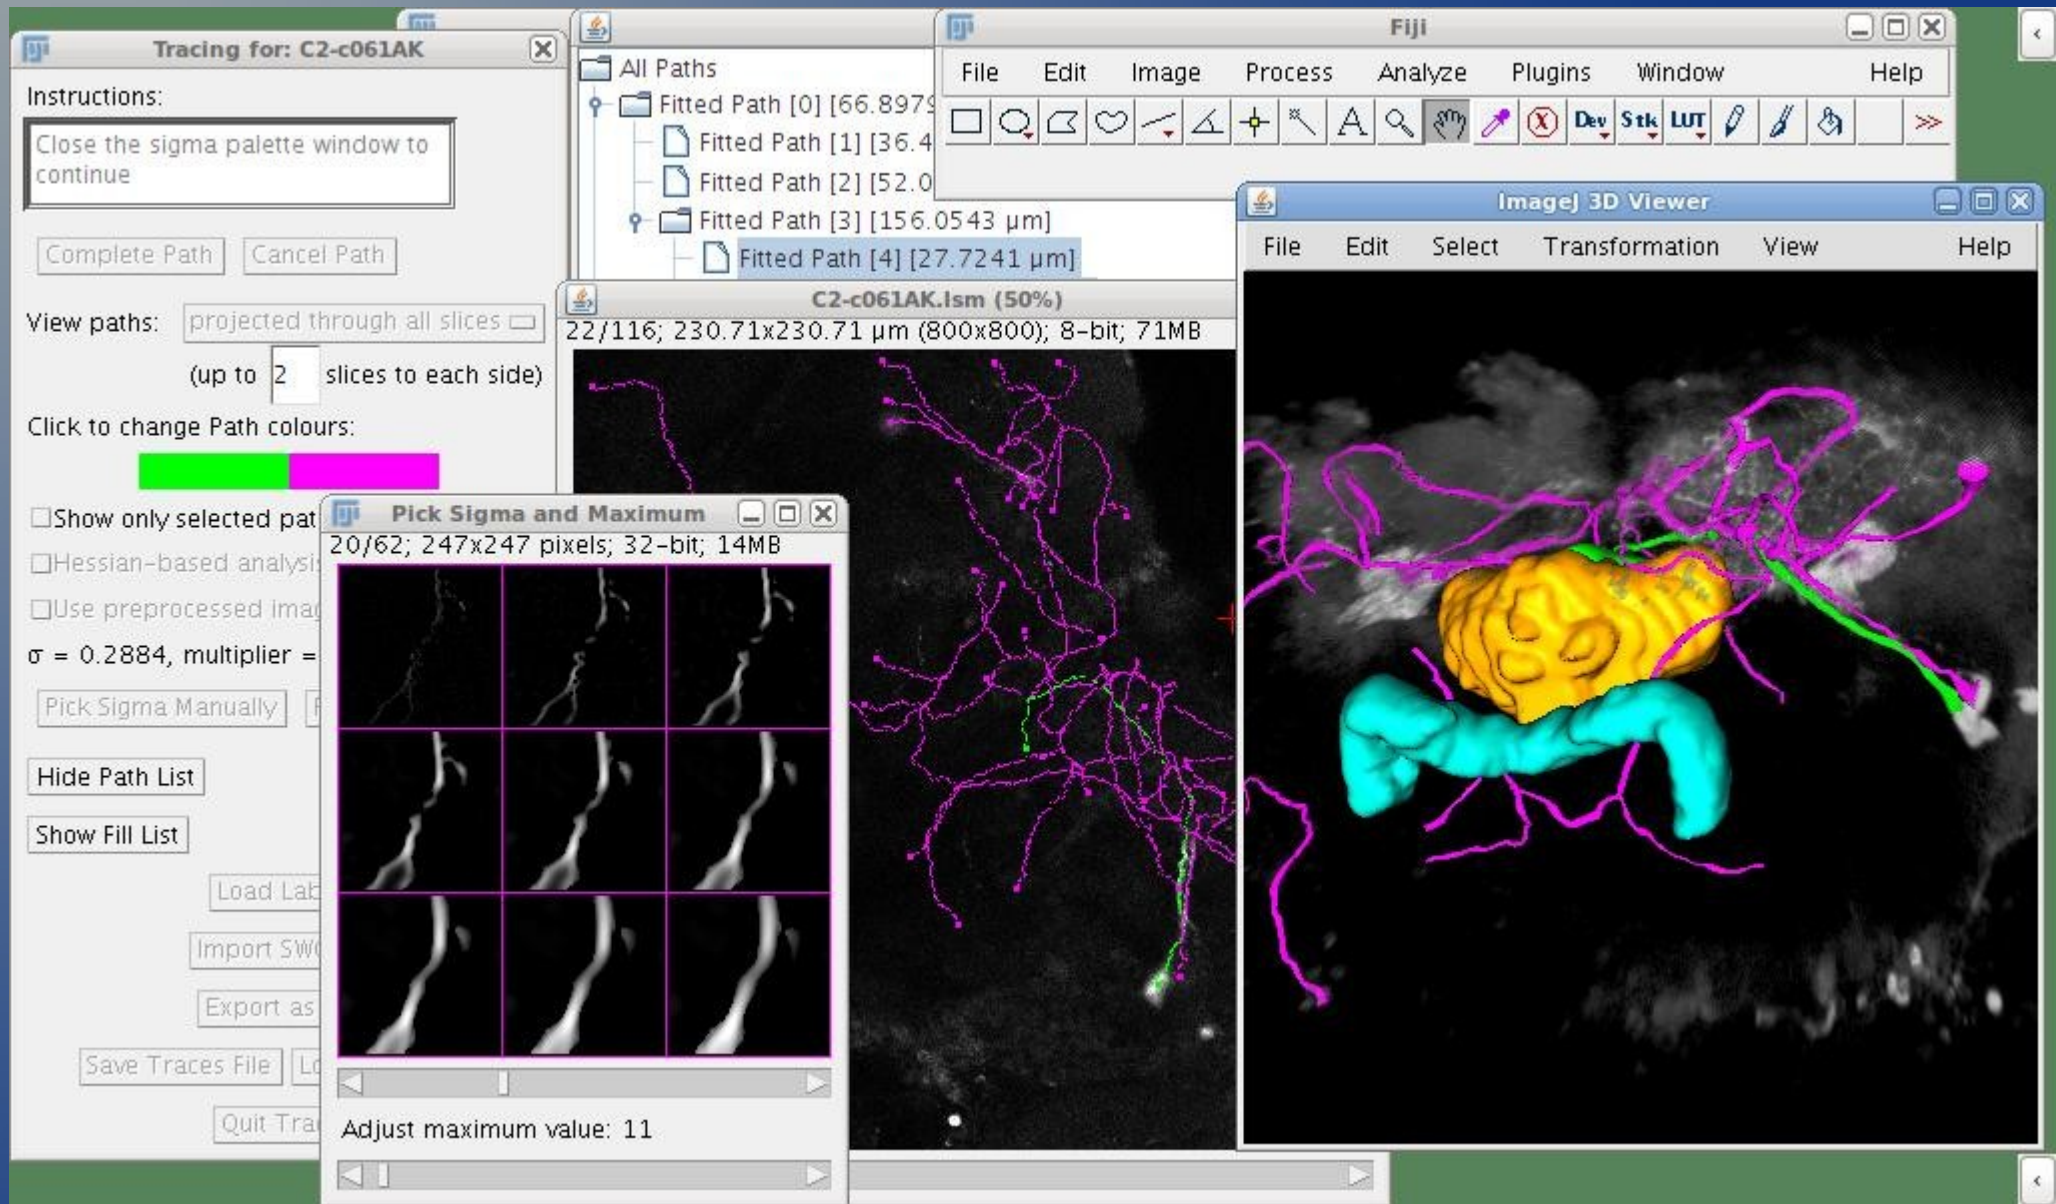 Tracing for: C2-c061AK
Instructions:
Close the sigma palette window to
continue
Complete Path
Cancel Path
View paths:
projected through all slices
(up to 2 slices to each side)
Click to change Path colours:
Show only selected
Hessian-based
Use preprocessed
σ = 0.2884, multiplier =
Pick Sigma Manually
Hide Path List
Show Fill List
Load
Import
Export as
Save Traces File
Quit
All Paths
Fitted Path [0] [66.8979
Fitted Path [1] [36.4
Fitted Path [2] [52.0
Fitted Path [3] [156.0543 µm]
Fitted Path [4] [27.7241 µm]
Fiji
File Edit Image Process Analyze Plugins Window Help
A Dev Stk LUT >>
C2-c061AK.lsm (50%)
22/116; 230.71x230.71 µm (800x800); 8-bit; 71MB
Pick Sigma and Maximum
20/62; 247x247 pixels; 32-bit; 14MB
Adjust maximum value: 11
ImageJ 3D Viewer
File Edit Select Transformation View Help